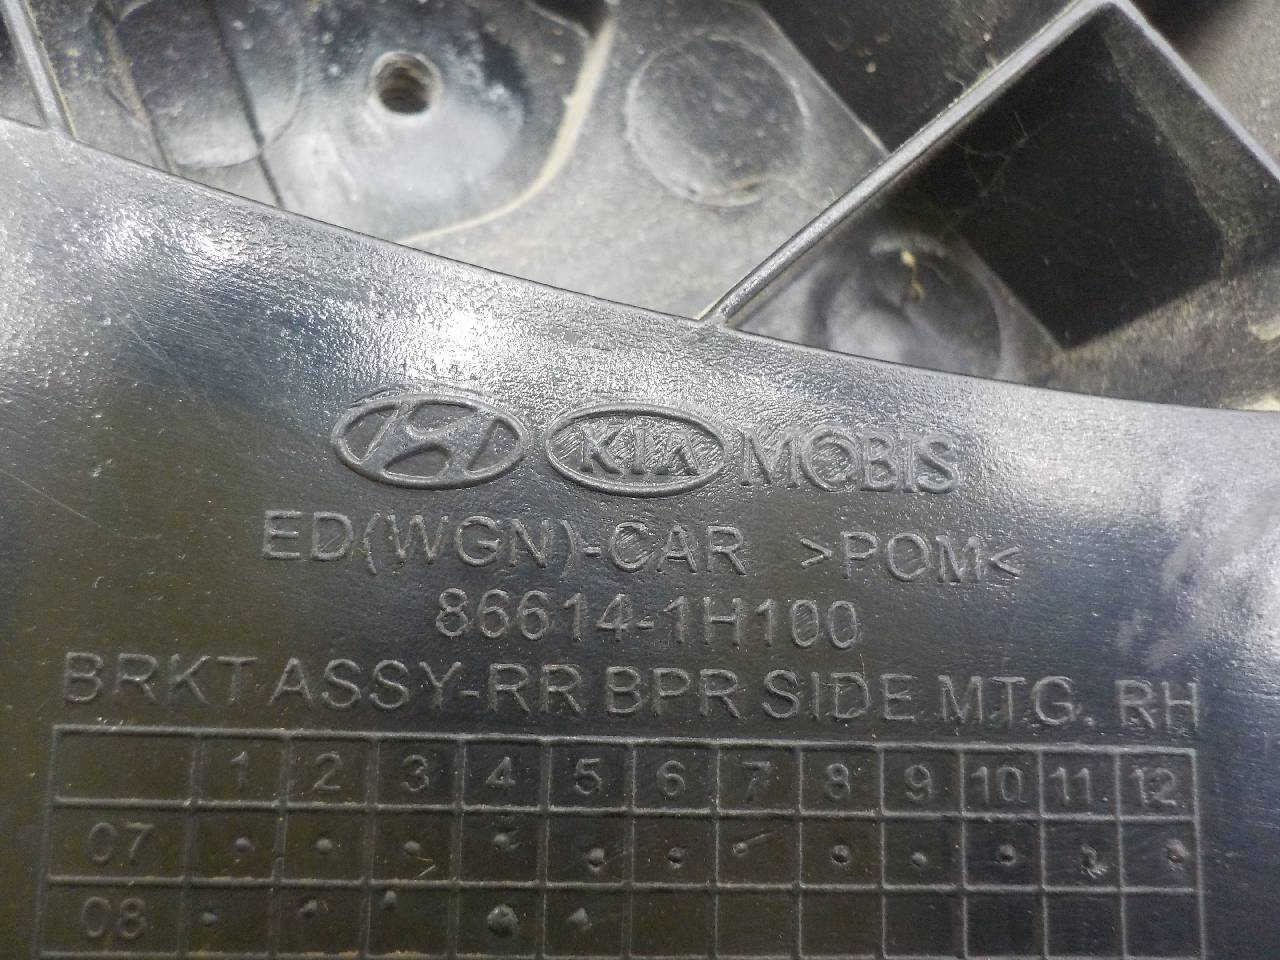 KIA MOBIS
ED(WGN)-CAR >POM<
86614-1H100
BRKT ASSY-RR BPR SIDE MTG. RH
1 2 3 4 5 6 7 8 9 10 11 12
07
08